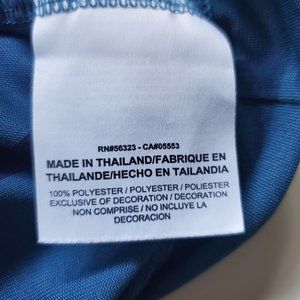 RN#56323 - CA#05553
MADE IN THAILAND/FABRIQUE EN
THAILANDE/HECHO EN TAILANDIA
100% POLYESTER / POLYESTER / POLIESTER
EXCLUSIVE OF DECORATION / DECORATION
NON COMPRISE / NO INCLUYE LA
DECORACION